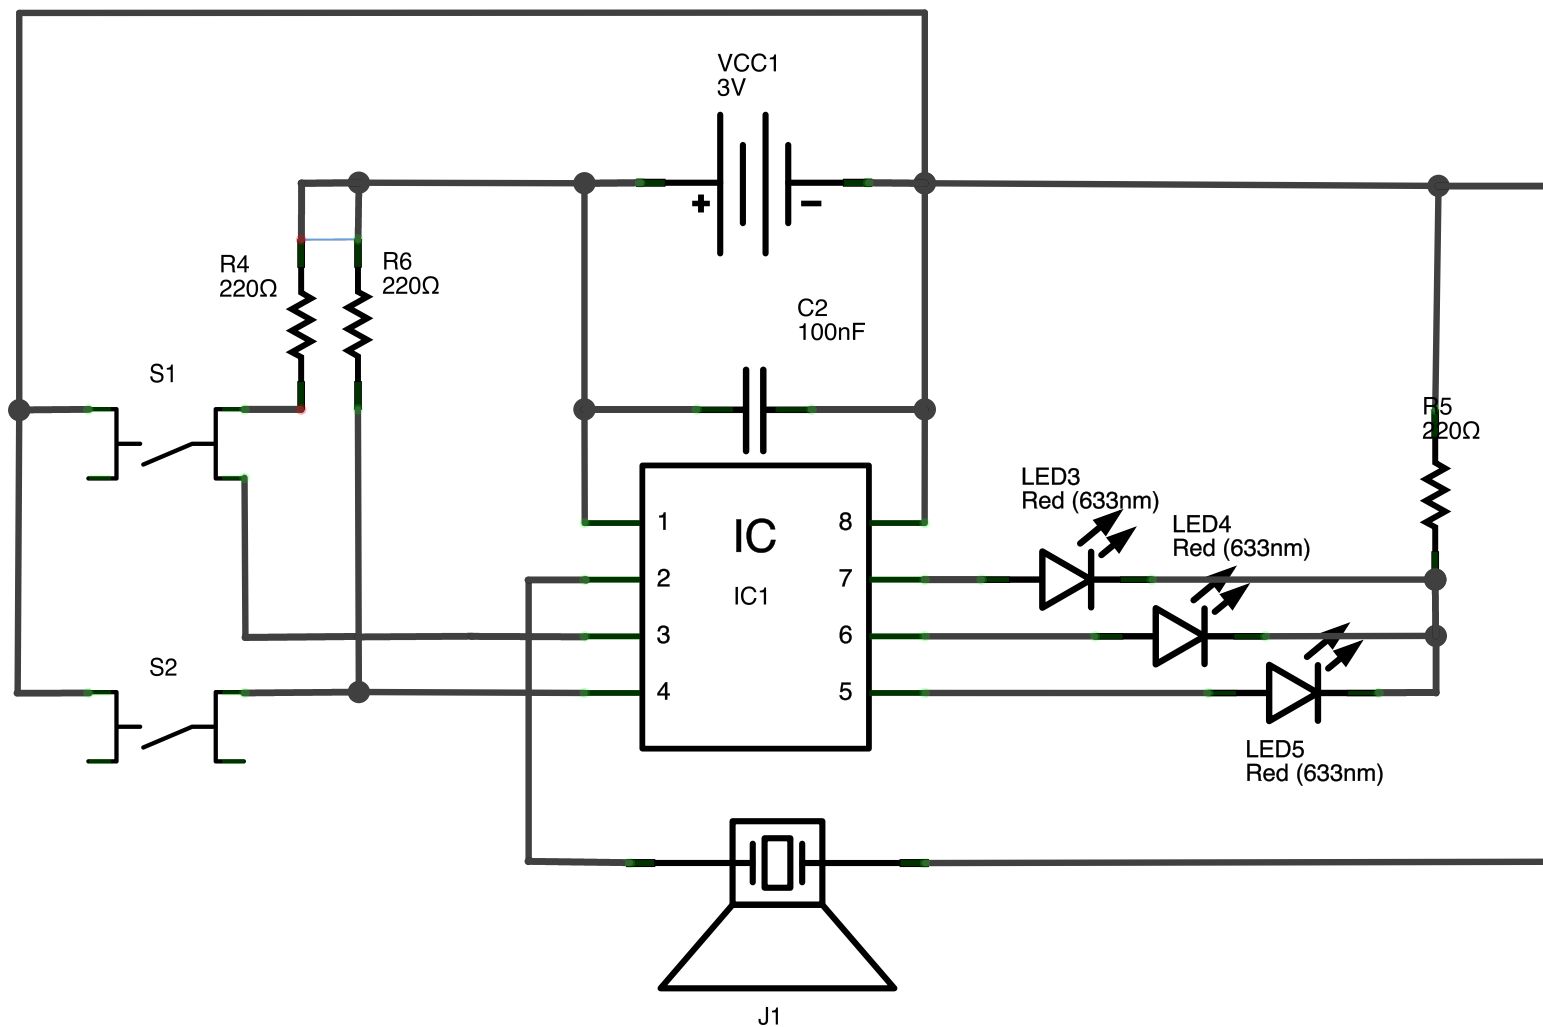 VCC1
3V
+
−
R4
220Ω
R6
220Ω
C2
100nF
S1
R5
220Ω
LED3
Red (633nm)
LED4
Red (633nm)
IC
IC1
1
2
3
4
8
7
6
5
S2
LED5
Red (633nm)
J1